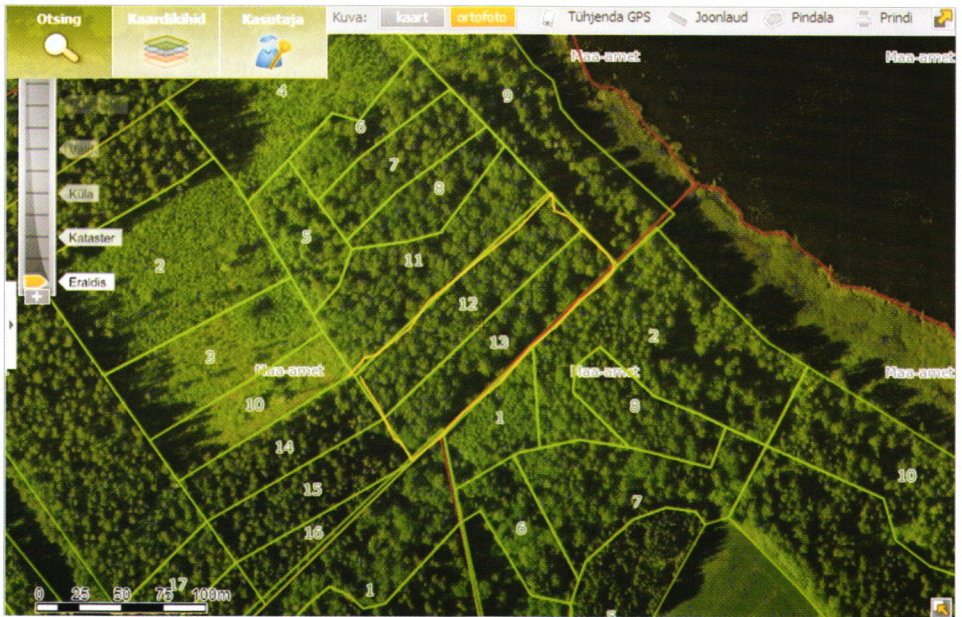 Otsing
Kaardikihid
Kasutaja
Kuva:
kaart
ortofoto
Tühjenda GPS
Joonlaud
Pindala
Prindi
Maa-amet
Maa-amet
4
9
6
7
8
Vald
Küla
5
Kataster
11
2
Eraldis
12
13
2
3
Maa-amet
Maa-amet
Maa-amet
10
8
1
14
10
15
7
16
6
17
1
5
0 25 50 75 100m